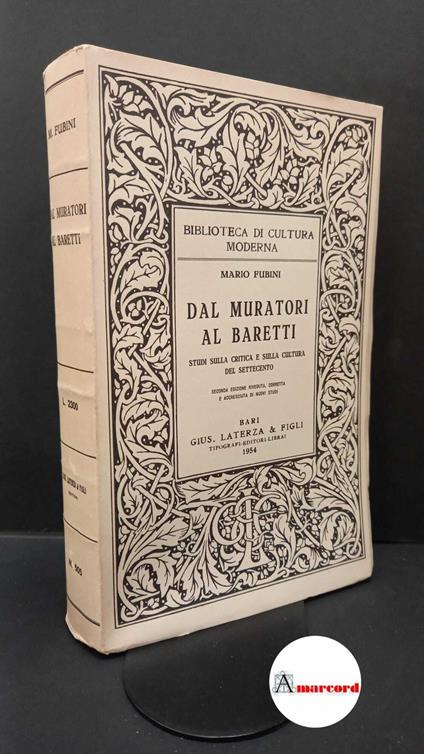 M. FUBINI
AL MURATORI
AL BARETTI
L. 2300
N. 505
BIBLIOTECA DI CULTURA
MODERNA
MARIO FUBINI
DAL MURATORI
AL BARETTI
STUDI SULLA CRITICA E SULLA CULTURA
DEL SETTECENTO
SECONDA EDIZIONE RIVEDUTA, CORRETTA
E ACCRESCIUTA DI NUOVI STUDI
BARI
GIUS. LATERZA & FIGLI
TIPOGRAFI-EDITORI-LIBRAI
1954
Amarcord